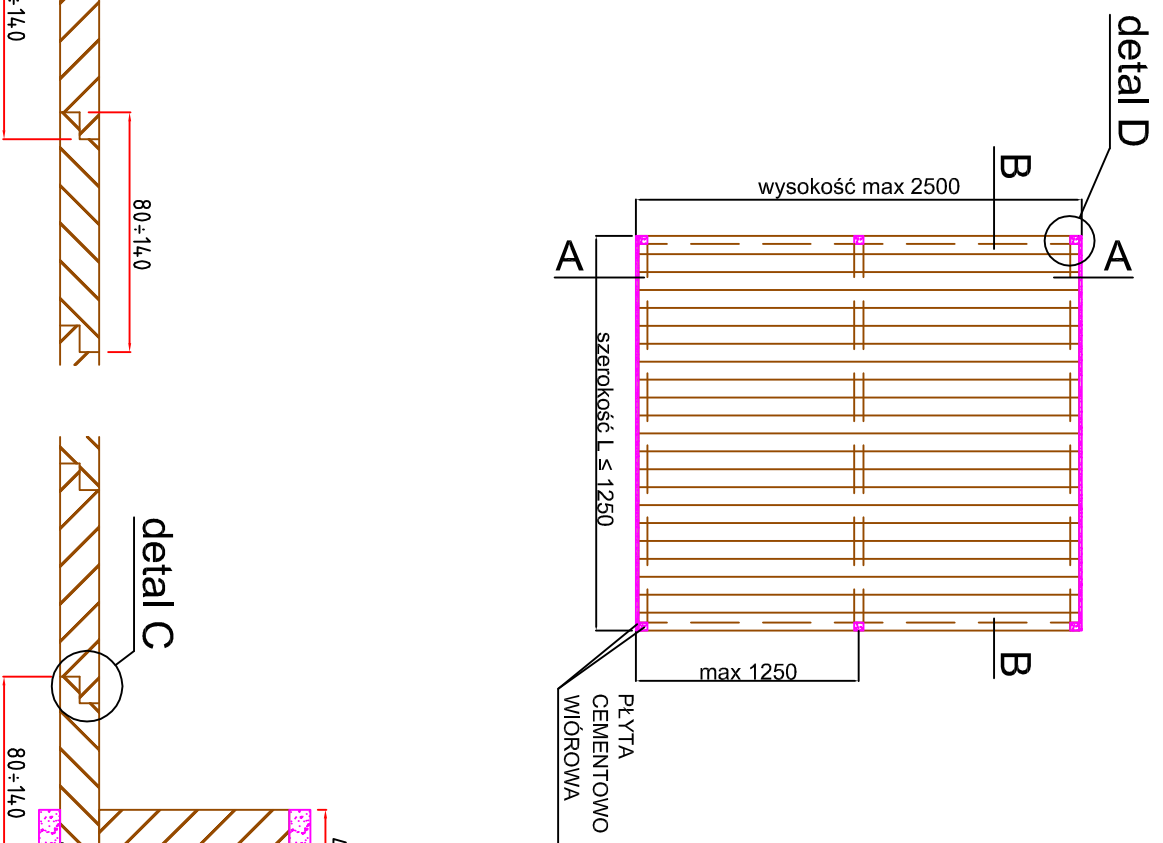 detal D
B
wysokość max 2500
A
A
szerokość L ≤ 1250
80÷140
B
max 1250
PŁYTA
CEMENTOWO
WIÓROWA
detal C
80÷140